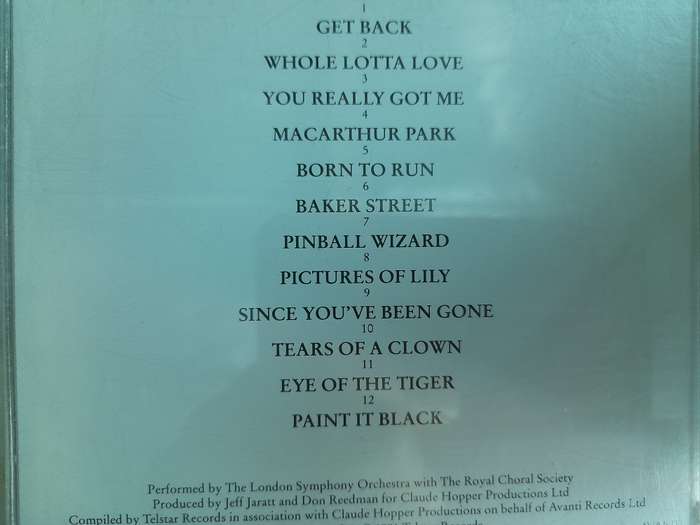 1
GET BACK
2
WHOLE LOTTA LOVE
3
YOU REALLY GOT ME
4
MACARTHUR PARK
5
BORN TO RUN
6
BAKER STREET
7
PINBALL WIZARD
8
PICTURES OF LILY
9
SINCE YOU'VE BEEN GONE
10
TEARS OF A CLOWN
11
EYE OF THE TIGER
12
PAINT IT BLACK
Performed by The London Symphony Orchestra with The Royal Choral Society
Produced by Jeff Jaratt and Don Reedman for Claude Hopper Productions Ltd
Compiled by Telstar Records in association with Claude Hopper Productions on behalf of Avanti Records Ltd